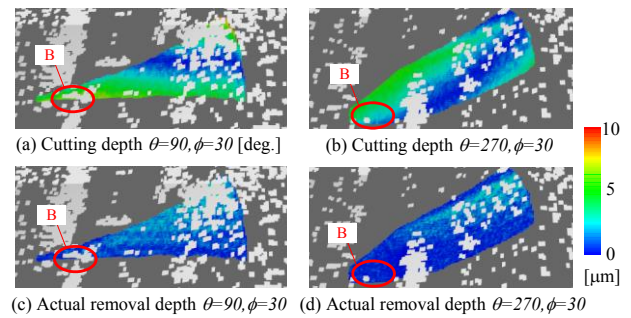 B
B
(a) Cutting depth θ=90,ϕ=30 [deg.]
(b) Cutting depth θ=270,ϕ=30
10
5
0
[μm]
B
B
(c) Actual removal depth θ=90,ϕ=30
(d) Actual removal depth θ=270,ϕ=30